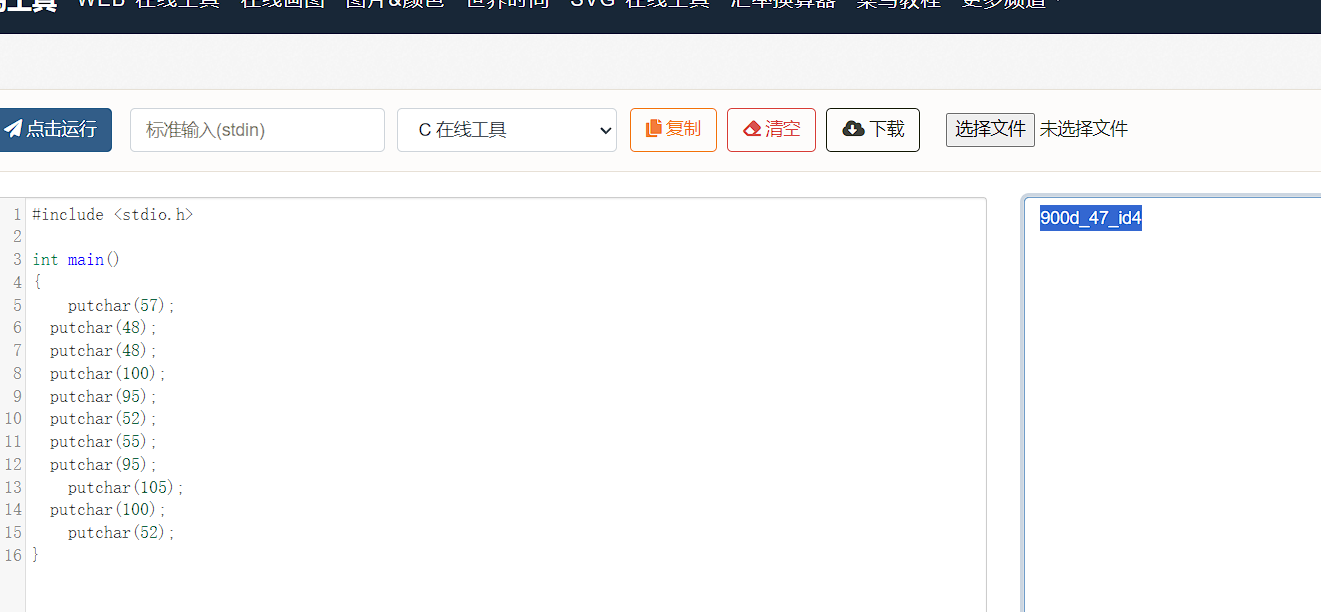 WEB 在线工具 在线画图 图片&颜色 世界时间 SVG 在线工具 汇率换算器 菜鸟教程 更多频道
点击运行 标准输入(stdin) C 在线工具 复制 清空 下载 选择文件 未选择文件
1 #include <stdio.h>
2
3 int main()
4 {
5 putchar(57);
6 putchar(48);
7 putchar(48);
8 putchar(100);
9 putchar(95);
10 putchar(52);
11 putchar(55);
12 putchar(95);
13 putchar(105);
14 putchar(100);
15 putchar(52);
16 }
900d_47_id4